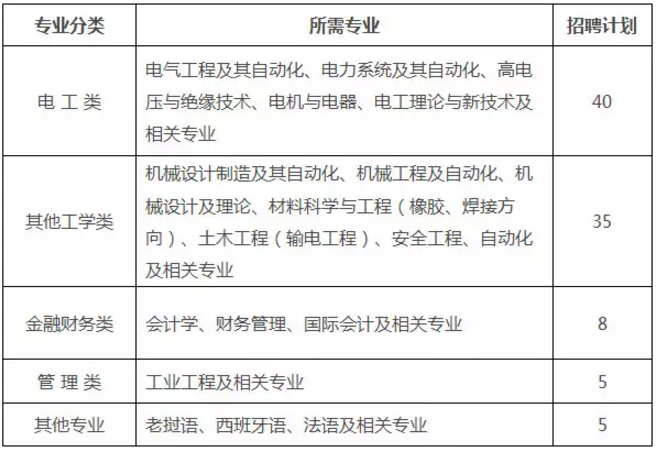 专业分类 所需专业 招聘计划
电气工程及其自动化、电力系统及其自动化、高电
电 工 类 压与绝缘技术、电机与电器、电工理论与新技术及 40
相关专业
机械设计制造及其自动化、机械工程及自动化、机
械设计及理论、材料科学与工程（橡胶、焊接方
其他工学类 35
向）、土木工程（输电工程）、安全工程、自动化
及相关专业
金融财务类 会计学、财务管理、国际会计及相关专业 8
管 理 类 工业工程及相关专业 5
其他专业 老挝语、西班牙语、法语及相关专业 5